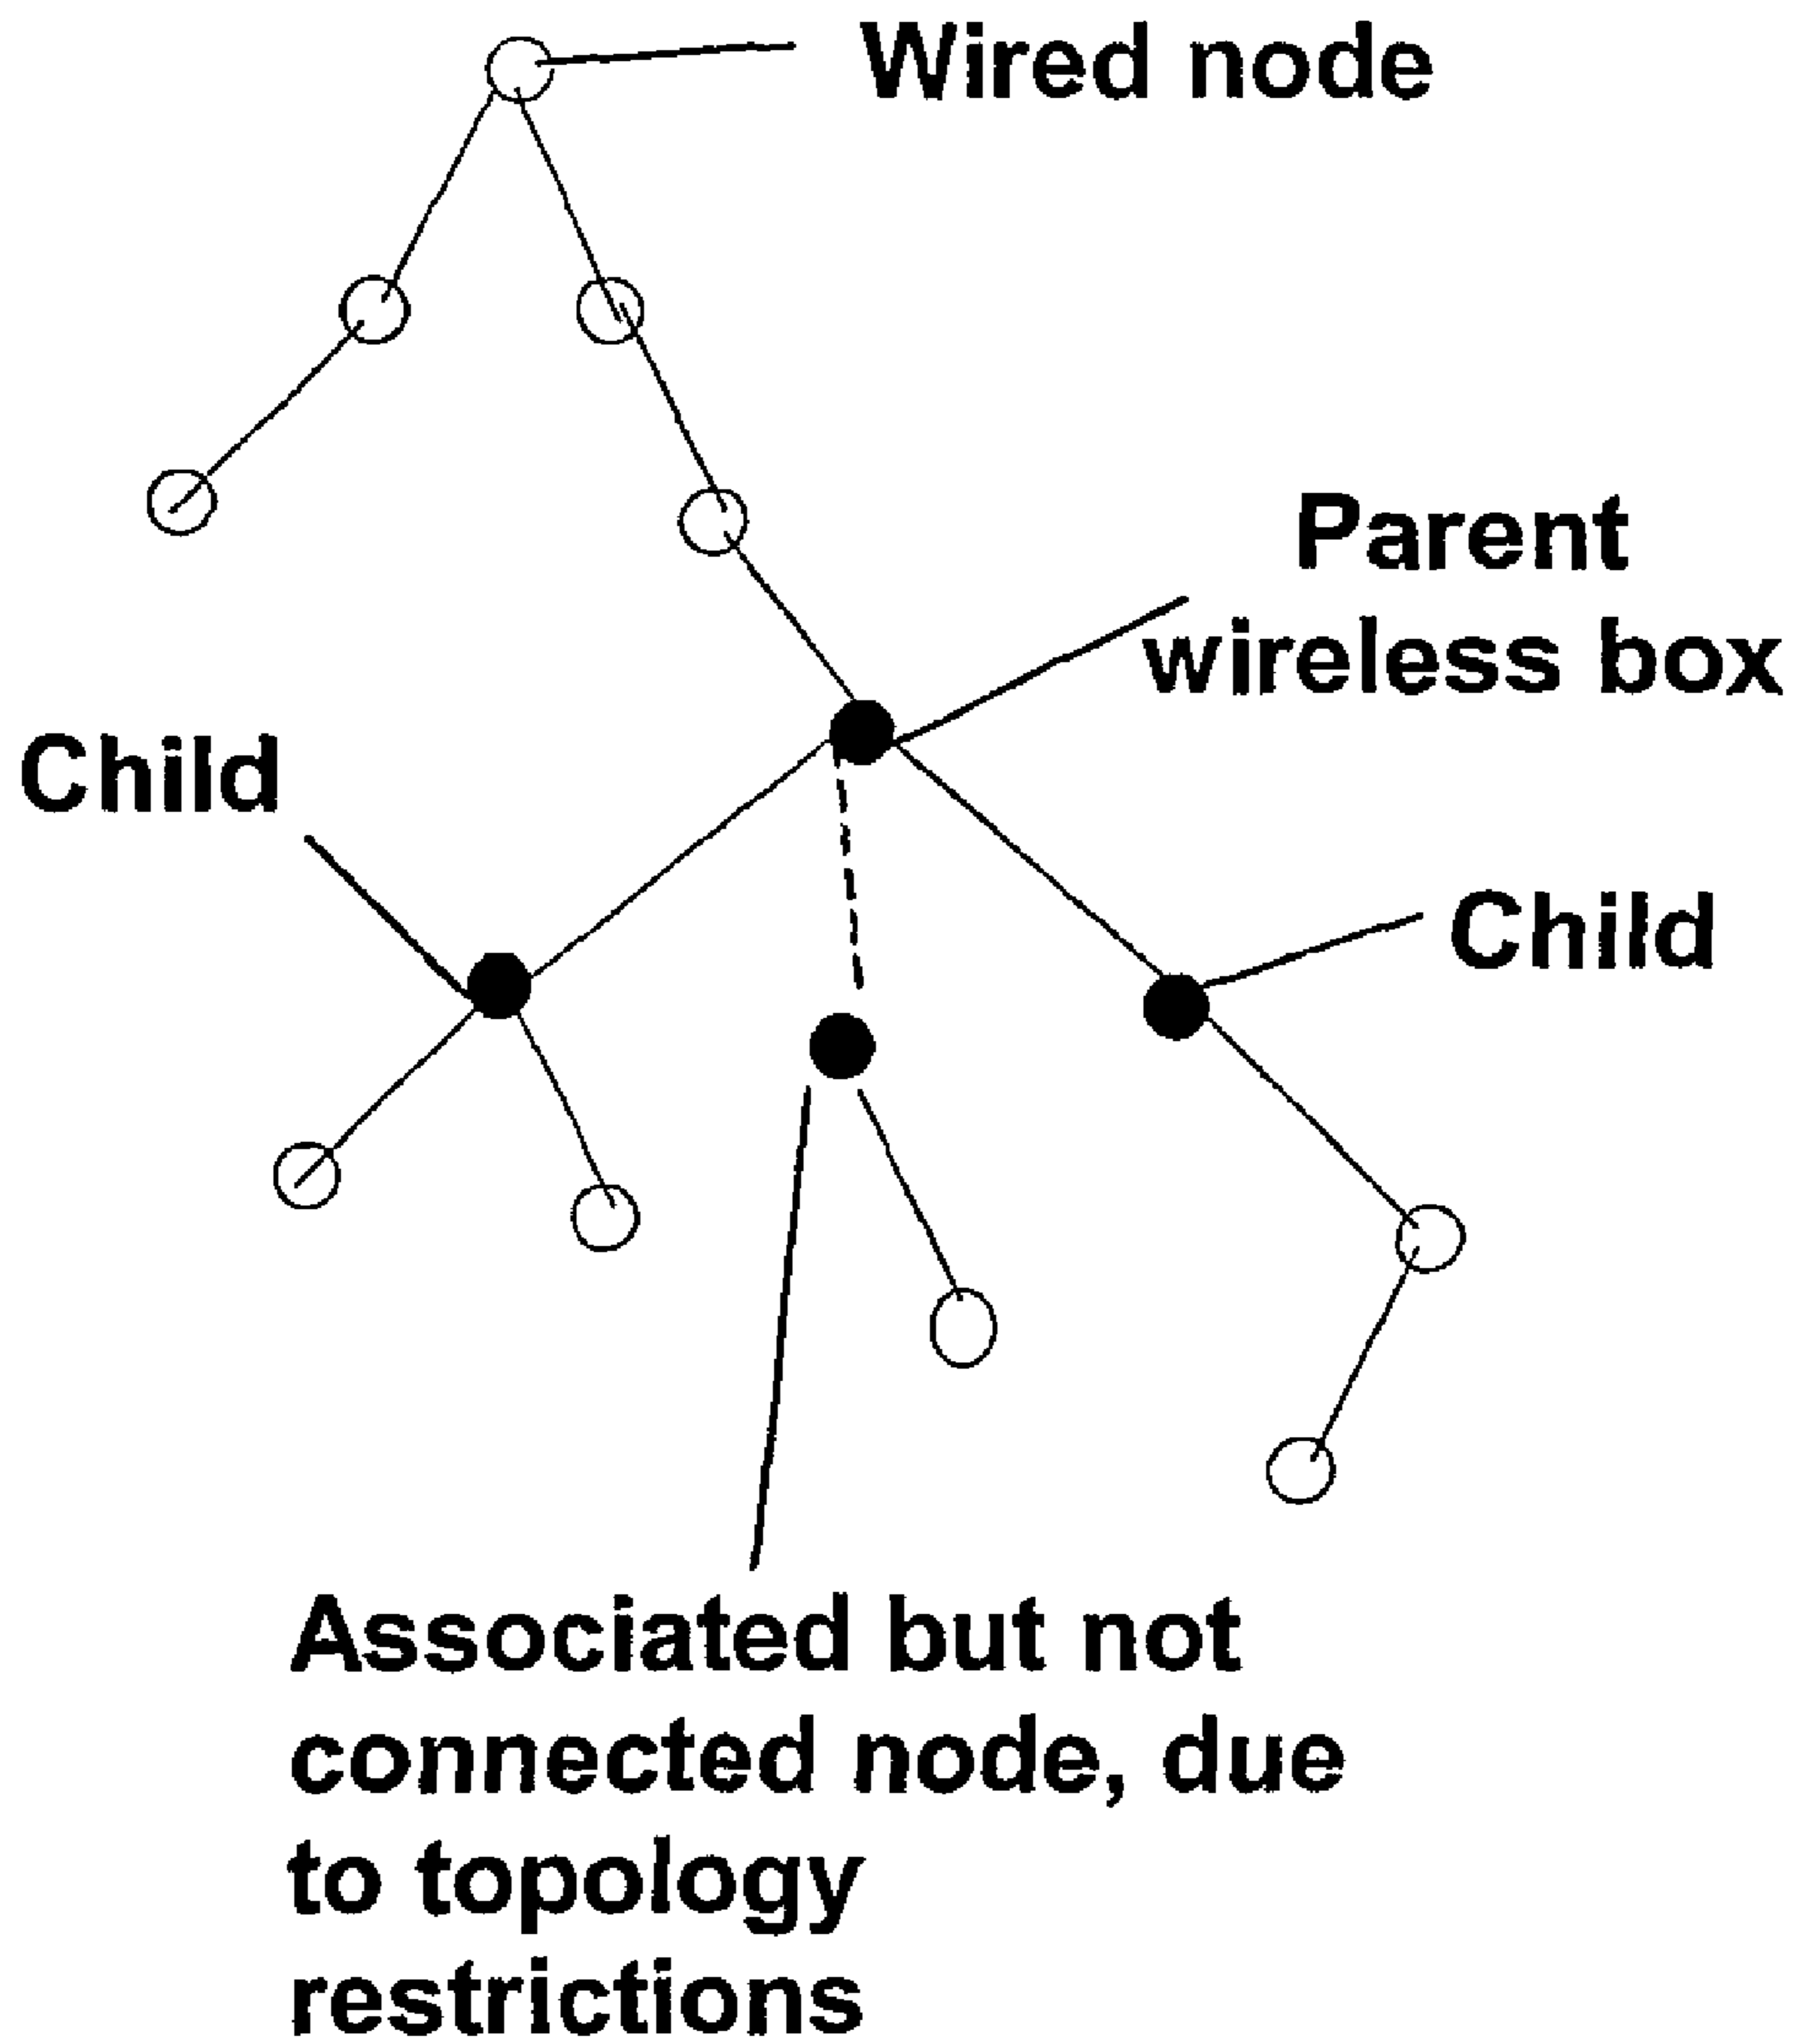 Wired node
Parent
wireless box
Child
Child
Associated but not
connected node, due
to topology
restrictions